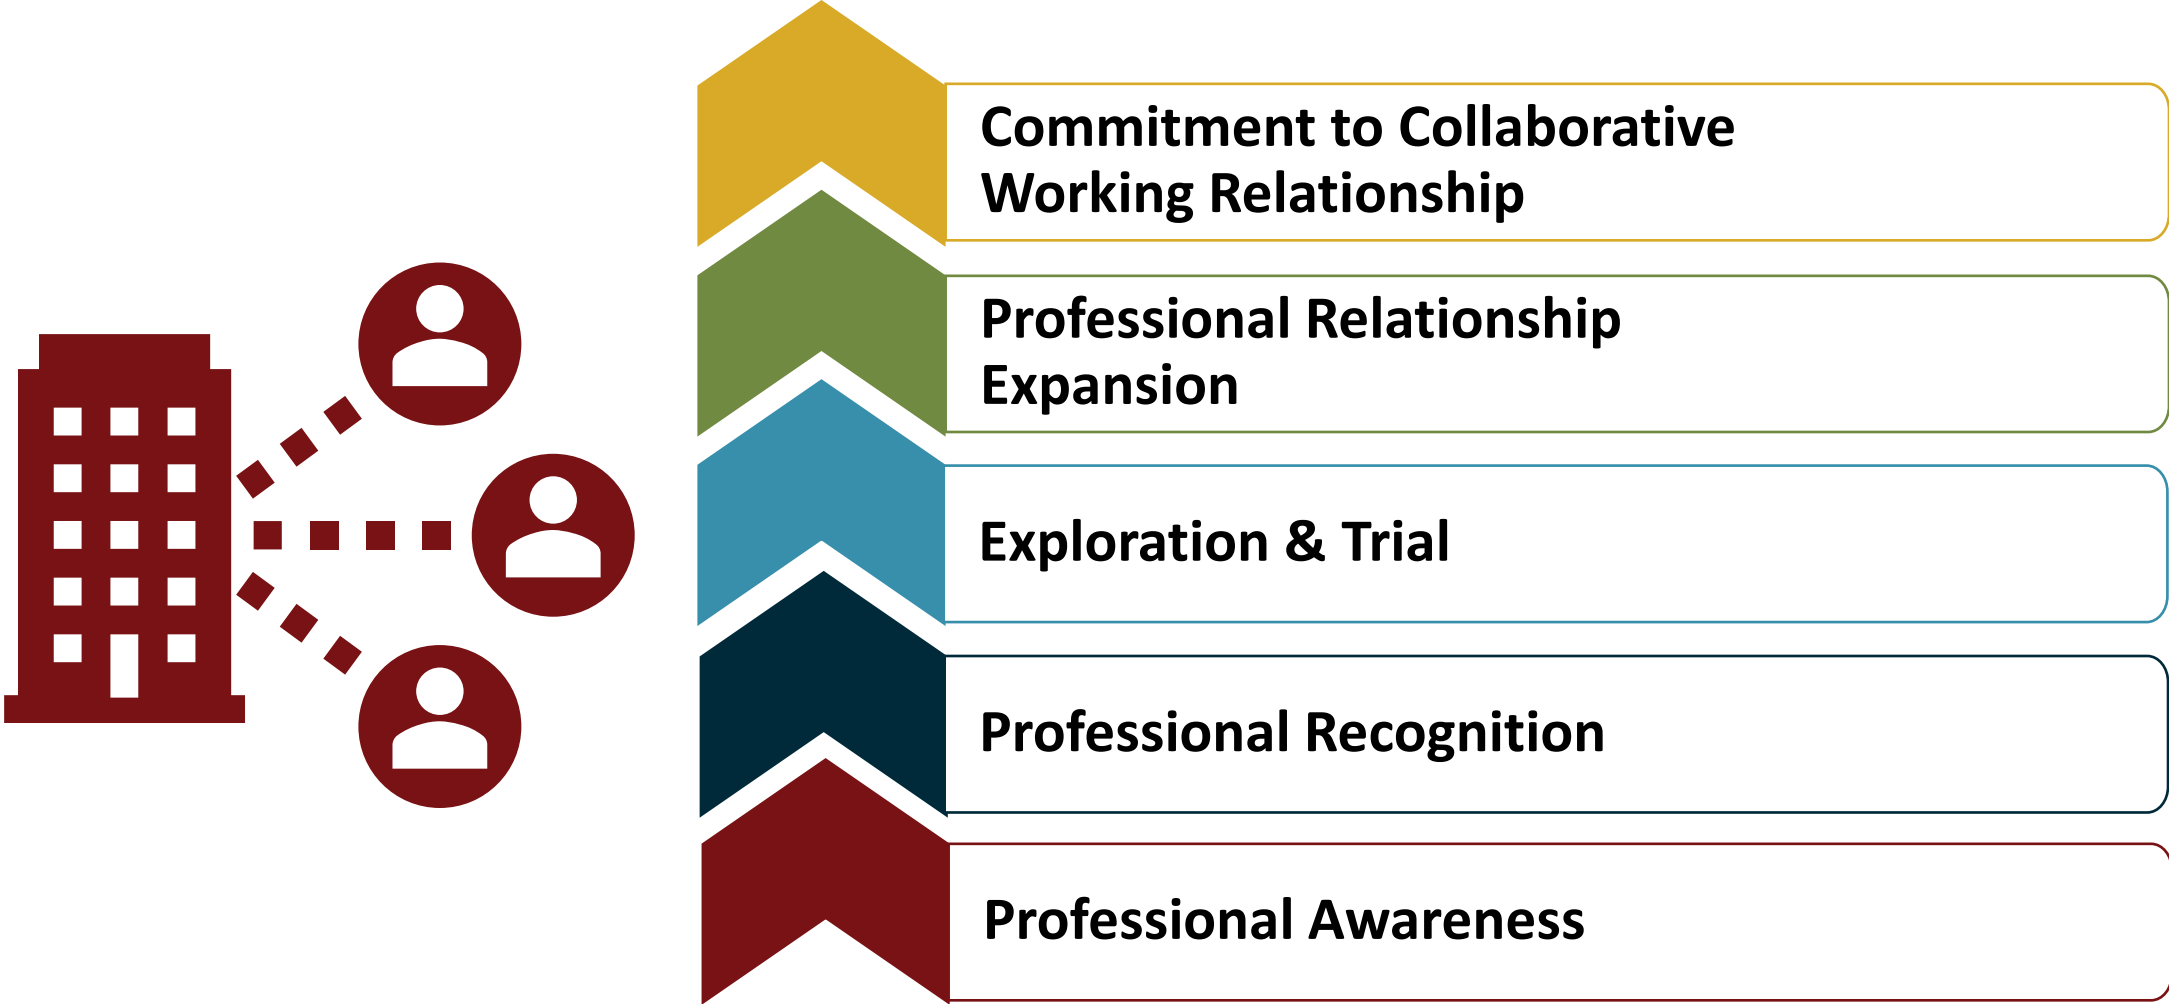 Commitment to Collaborative
Working Relationship
Professional Relationship
Expansion
Exploration & Trial
Professional Recognition
Professional Awareness